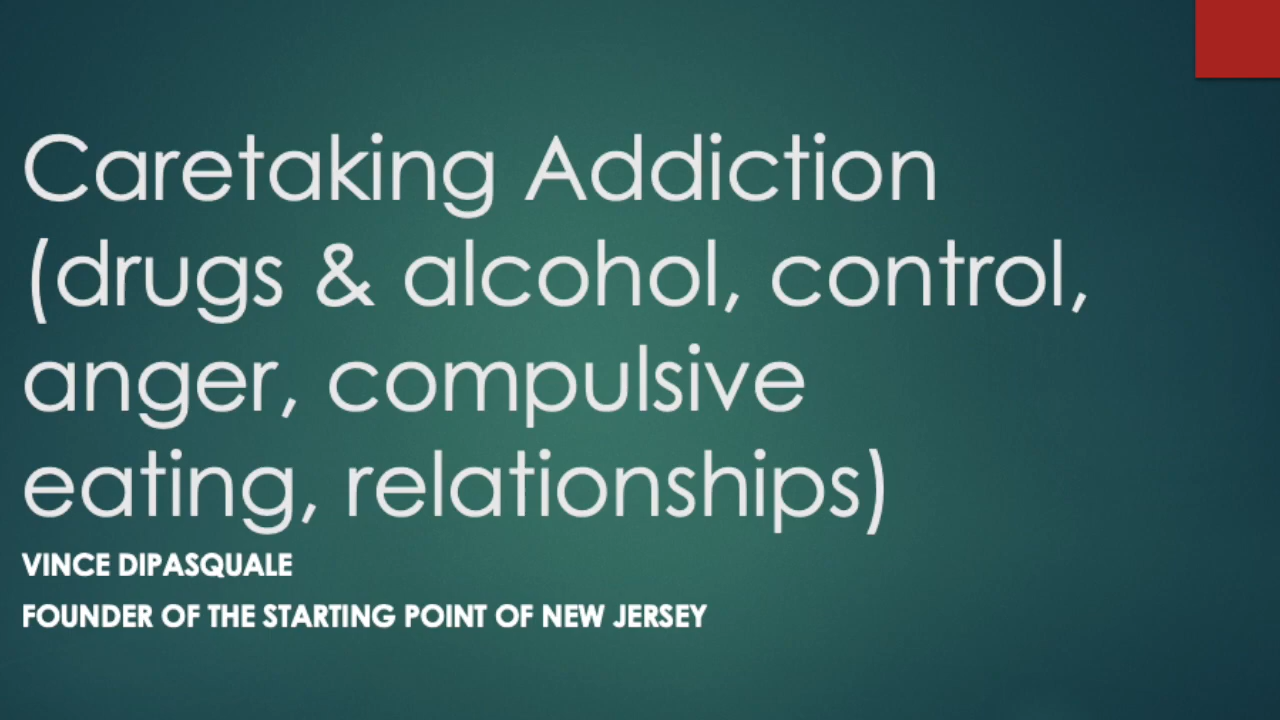 Caretaking Addiction
(drugs & alcohol, control,
anger, compulsive
eating, relationships)
VINCE DIPASQUALE
FOUNDER OF THE STARTING POINT OF NEW JERSEY